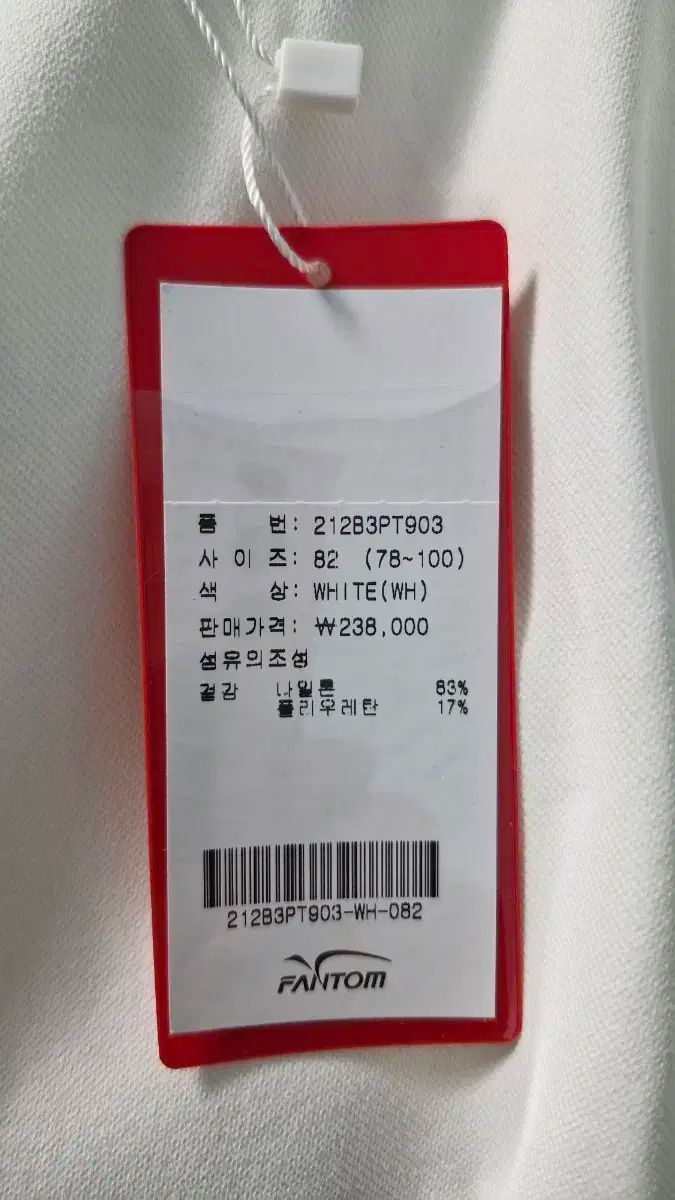 품 번: 212B3PT903
사 이 즈: 82 (78~100)
색 상: WHITE(WH)
판매가격: ₩238,000
섬유의조성
겉감 나일론 83%
폴리우레탄 17%
212B3PT903-WH-082
FANTOM